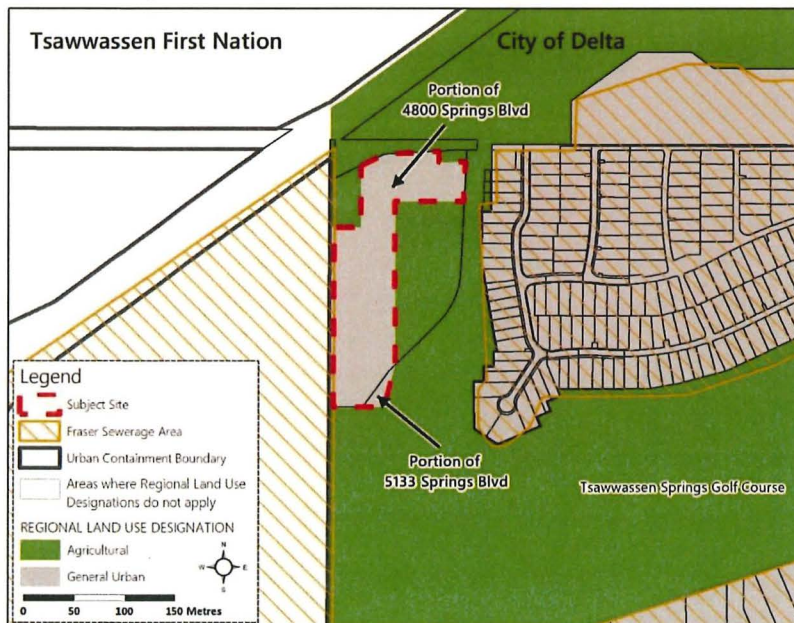 Tsawwassen First Nation
City of Delta
Portion of
4800 Springs Blvd
Portion of
5133 Springs Blvd
Tsawwassen Springs Golf Course
Legend
Subject Site
Fraser Sewerage Area
Urban Containment Boundary
Areas where Regional Land Use
Designations do not apply
REGIONAL LAND USE DESIGNATION
Agricultural
General Urban
N
W E
S
0 50 100 150 Metres